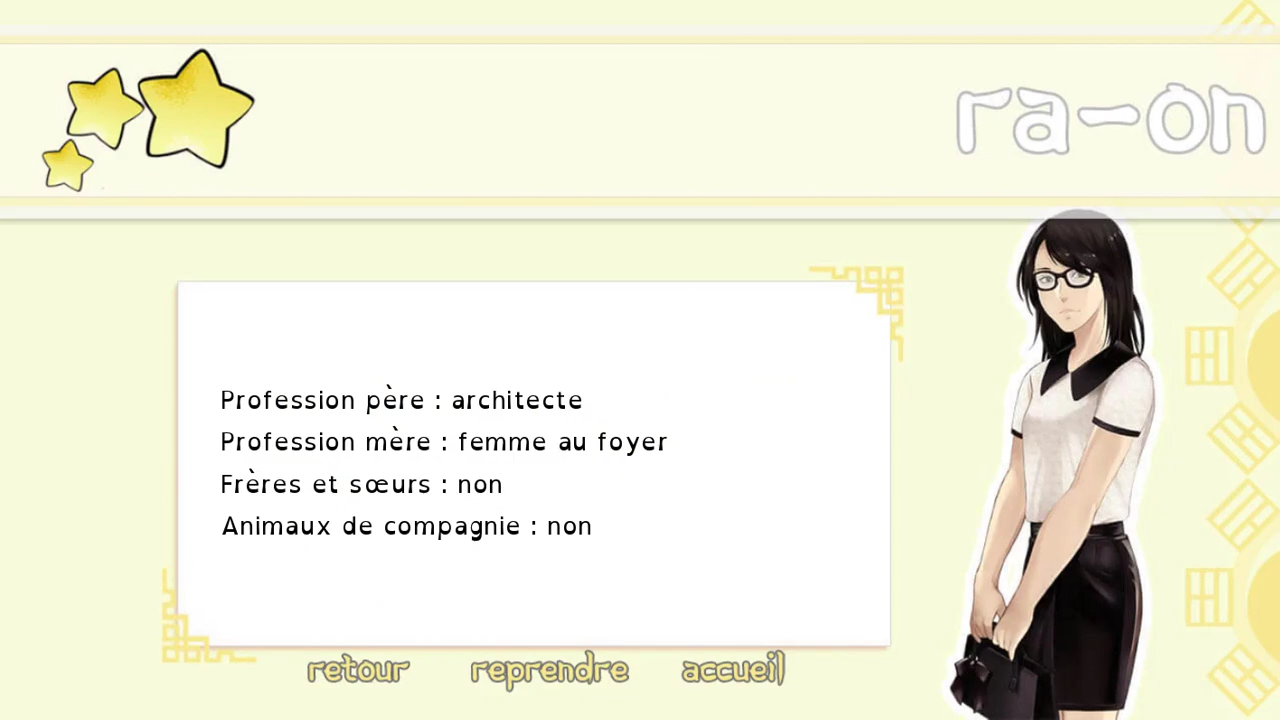 ra-on
Profession père : architecte
Profession mère : femme au foyer
Frères et sœurs : non
Animaux de compagnie : non
retour reprendre accueil